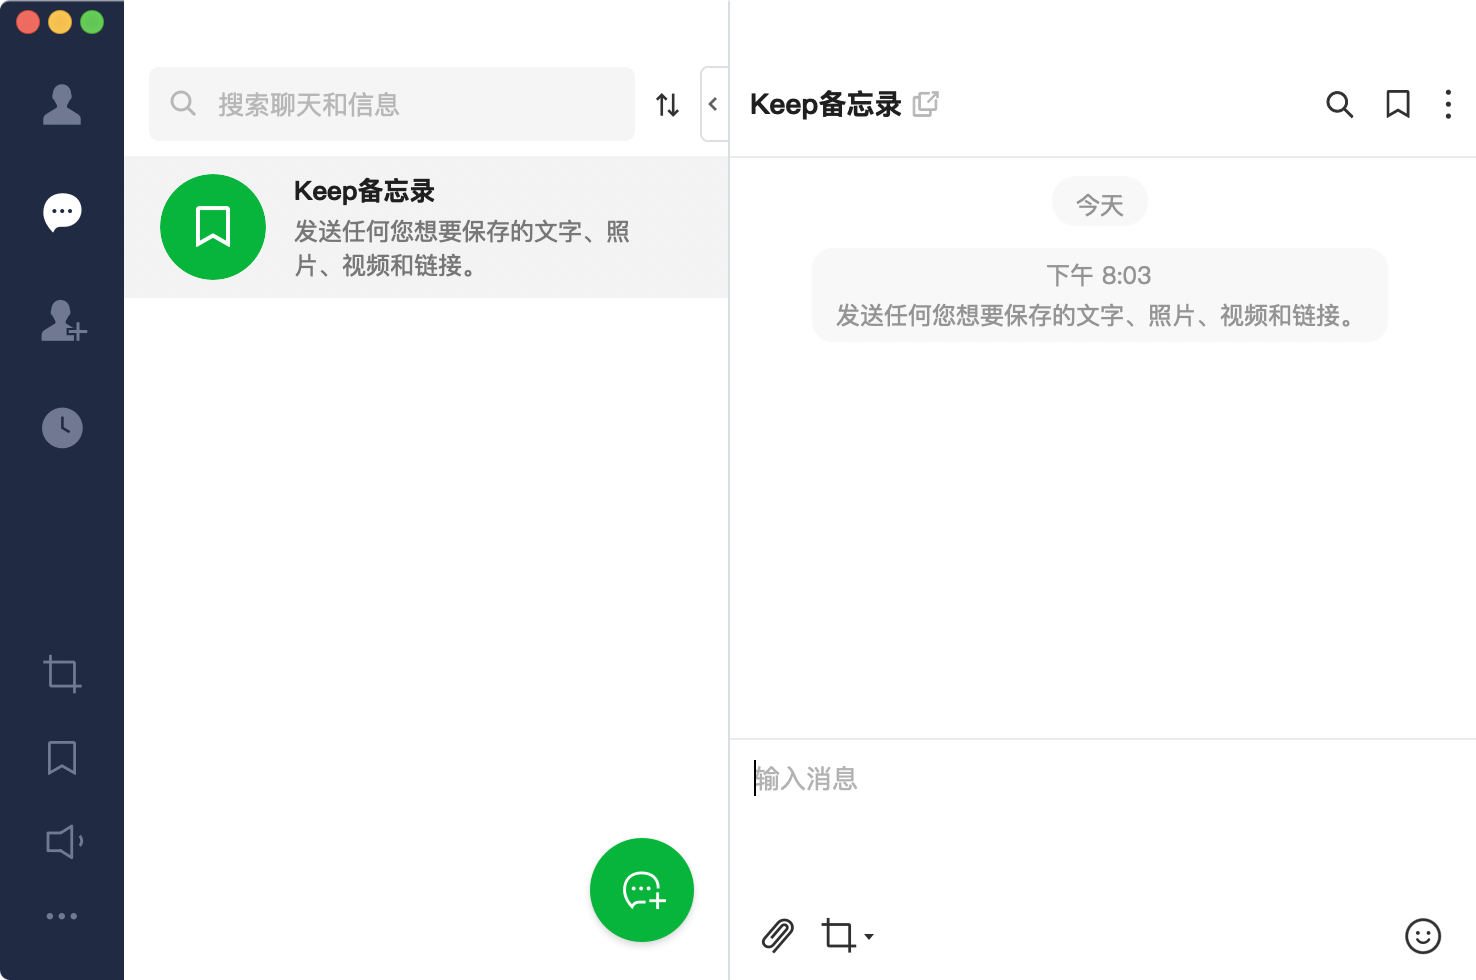 搜索聊天和信息
Keep备忘录
发送任何您想要保存的文字、照
片、视频和链接。
Keep备忘录
今天
下午 8:03
发送任何您想要保存的文字、照片、视频和链接。
输入消息